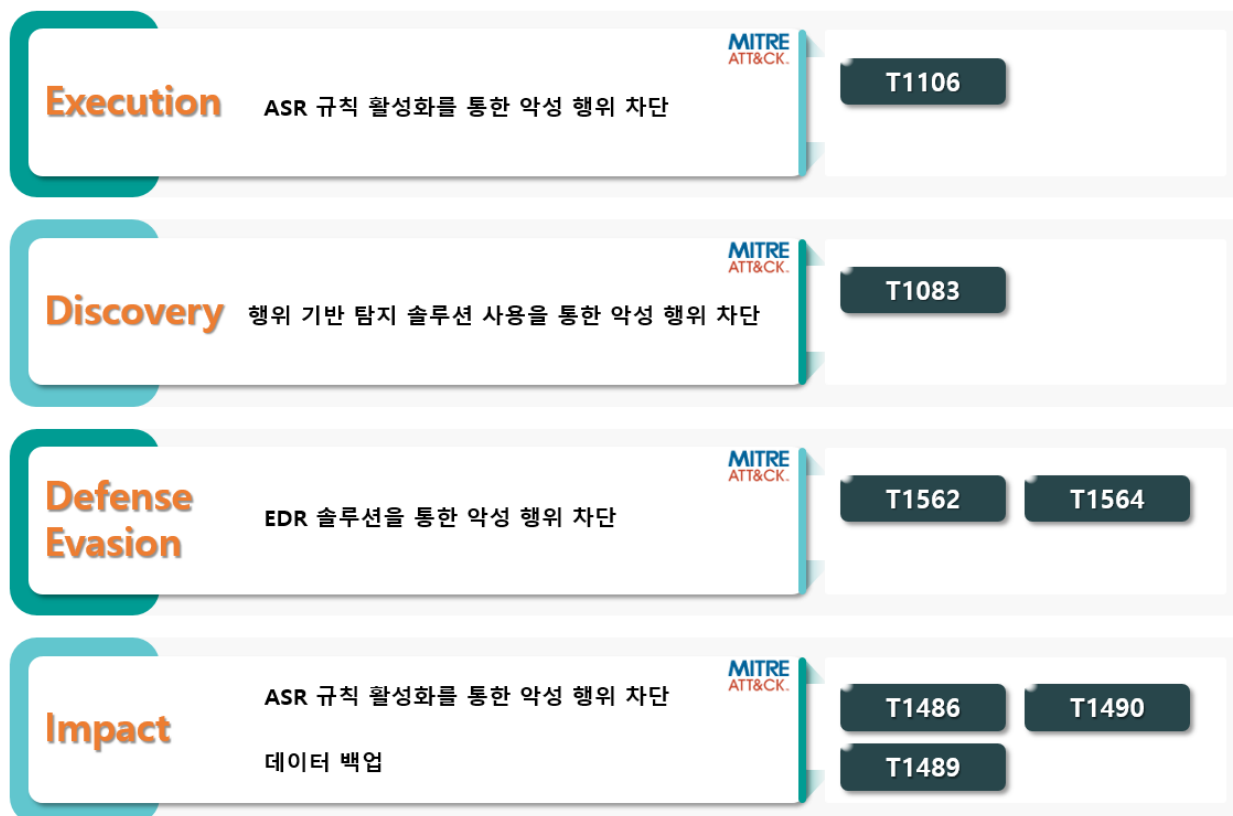 MITRE
ATT&CK.
Execution
ASR 규칙 활성화를 통한 악성 행위 차단
T1106
MITRE
ATT&CK.
Discovery
행위 기반 탐지 솔루션 사용을 통한 악성 행위 차단
T1083
MITRE
ATT&CK.
Defense
Evasion
EDR 솔루션을 통한 악성 행위 차단
T1562 T1564
MITRE
ATT&CK.
Impact
ASR 규칙 활성화를 통한 악성 행위 차단
데이터 백업
T1486 T1490
T1489